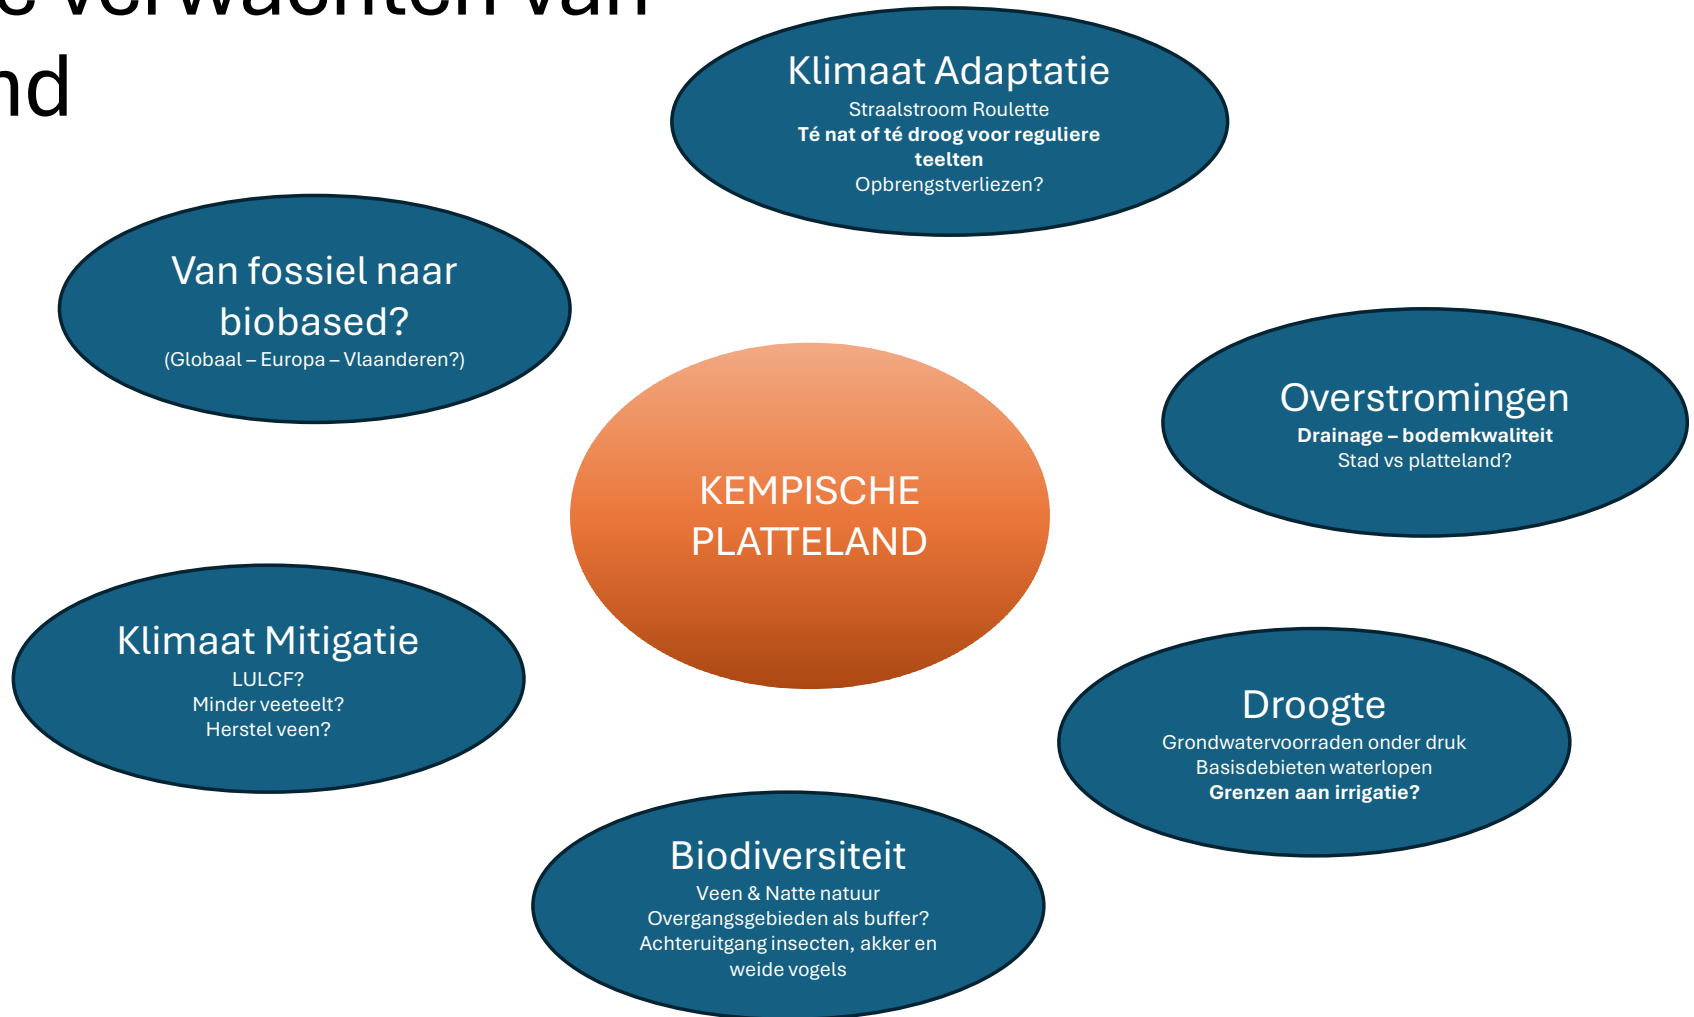 verwachten van
nd
Klimaat Adaptatie
Straalstroom Roulette
Té nat of té droog voor reguliere
teelten
Opbrengstverliezen?
Van fossiel naar
biobased?
(Globaal – Europa – Vlaanderen?)
Overstromingen
Drainage – bodemkwaliteit
Stad vs platteland?
KEMPISCHE
PLATTELAND
Klimaat Mitigatie
LULCF?
Minder veeteelt?
Herstel veen?
Droogte
Grondwatervoorraden onder druk
Basisdebieten waterlopen
Grenzen aan irrigatie?
Biodiversiteit
Veen & Natte natuur
Overgangsgebieden als buffer?
Achteruitgang insecten, akker en
weide vogels